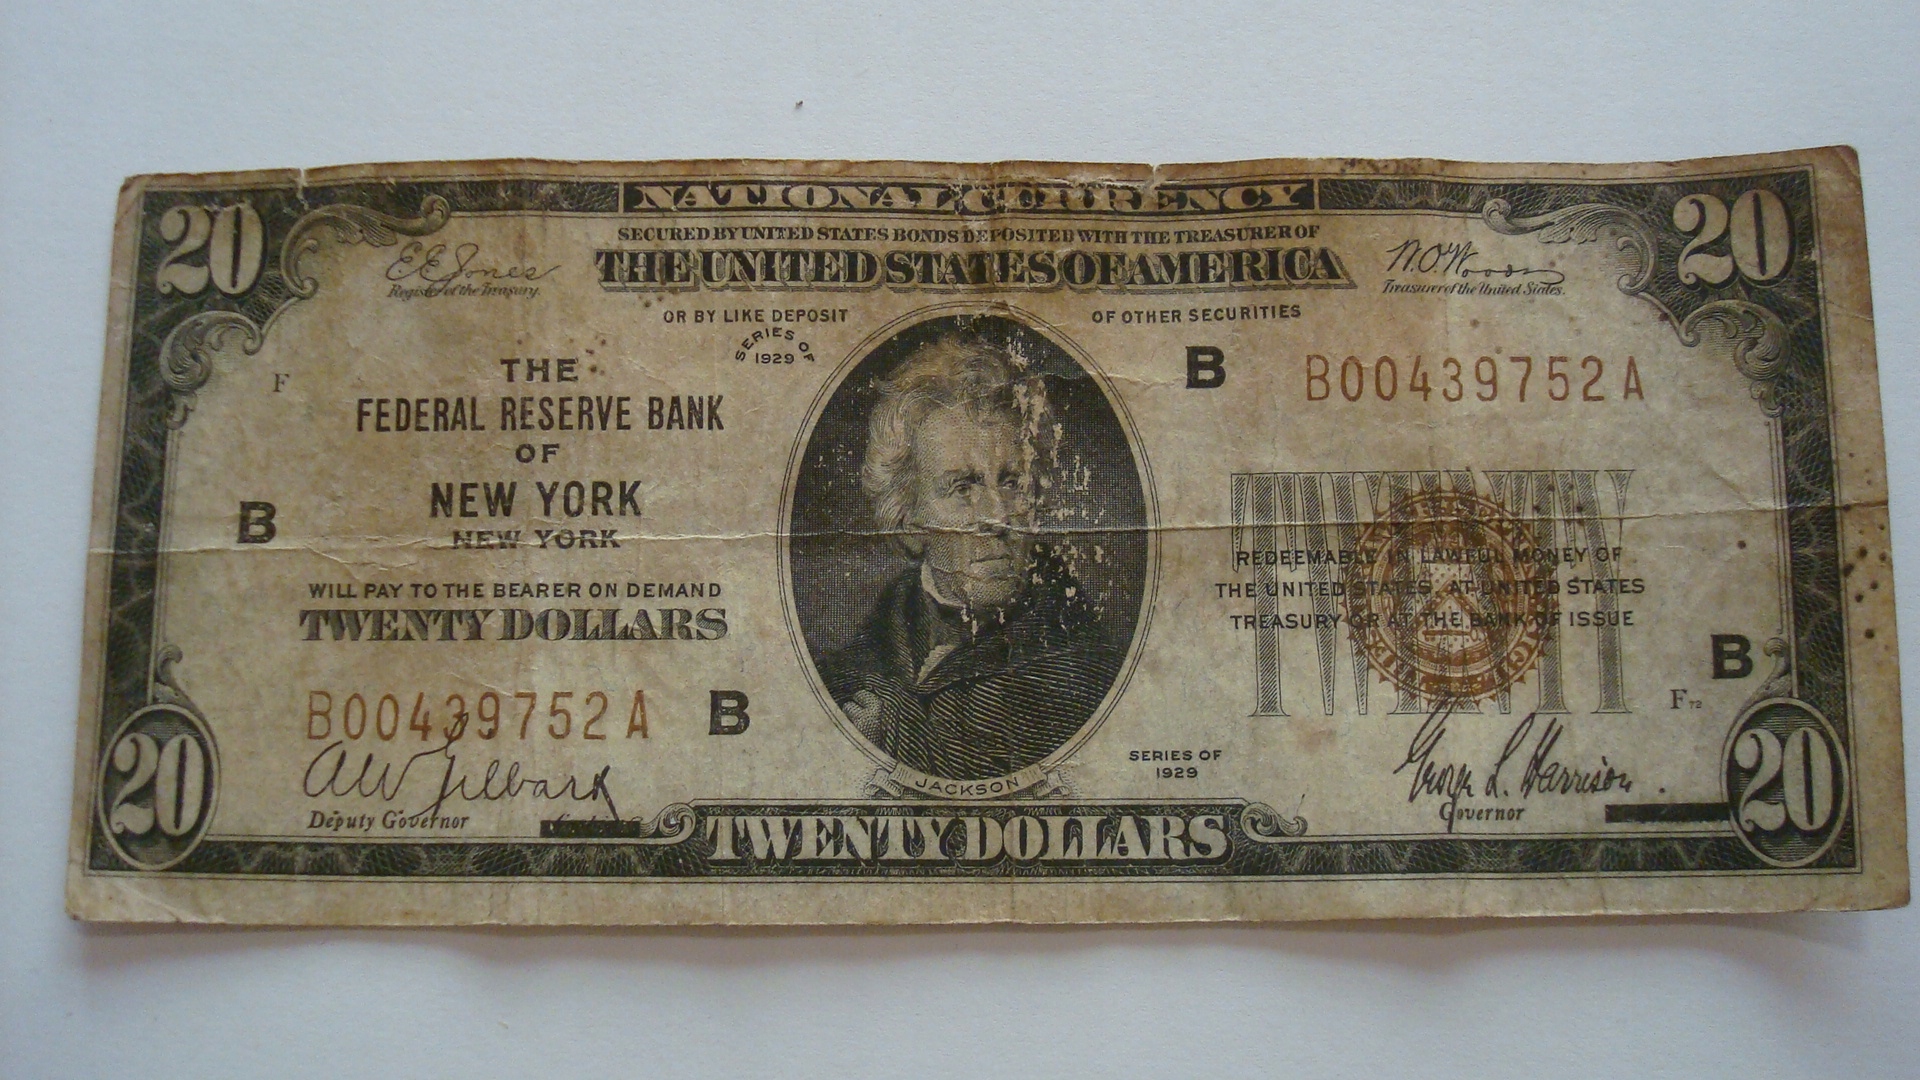 NATIONAL CURRENCY
20
20
SECURED BY UNITED STATES BONDS DEPOSITED WITH THE TREASURER OF
THE UNITED STATES OF AMERICA
E E Jones
Register of the Treasury.
W. O. Woods
Treasurer of the United States.
OR BY LIKE DEPOSIT
OF OTHER SECURITIES
SERIES OF
1929
F
B
B00439752A
THE
FEDERAL RESERVE BANK
OF
NEW YORK
NEW YORK
B
WILL PAY TO THE BEARER ON DEMAND
TWENTY DOLLARS
TWENTY
REDEEMABLE IN LAWFUL MONEY OF
THE UNITED STATES AT UNITED STATES
TREASURY OR AT THE BANK OF ISSUE
B
F72
B00439752A
B
JACKSON
SERIES OF
1929
Deputy Governor
George L. Harrison
Governor
20
TWENTY DOLLARS
20